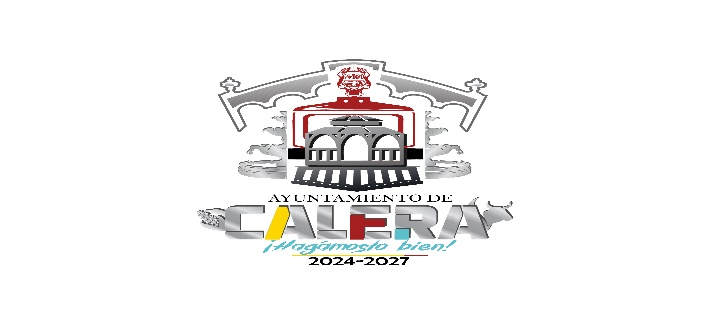 AYUNTAMIENTO DE
CALERA
¡Hagámoslo bien!
2024-2027